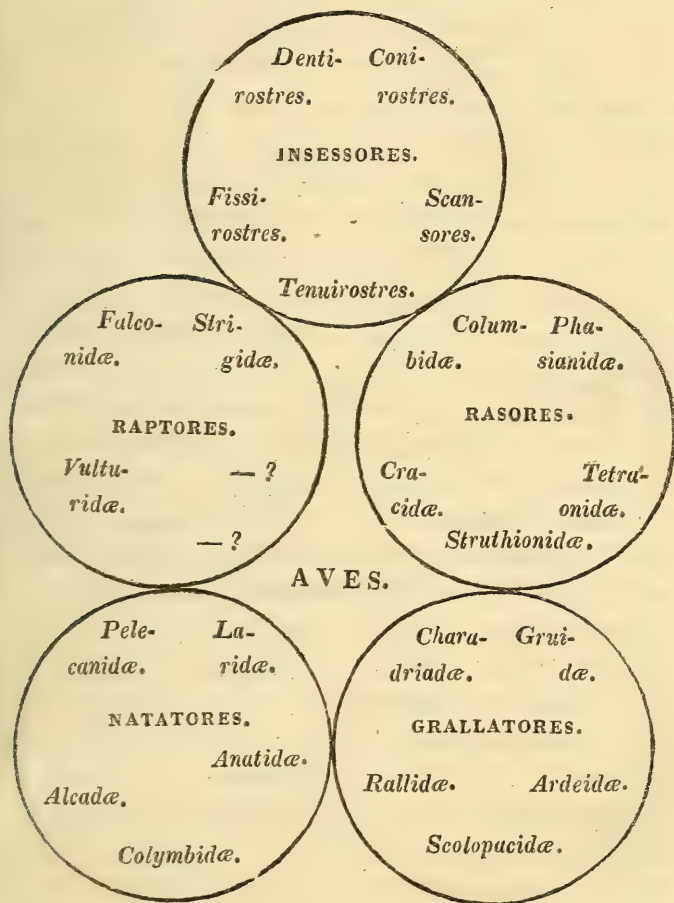 Denti- Coni-
rostres. rostres.
INSESSORES.
Fissi- Scan-
rostres. sores.
Tenuirostres.
Falco- Stri-
nidæ. gidæ.
RAPTORES.
Vultu- — ?
ridæ.
— ?
Colum- Pha-
bidæ. sianidæ.
RASORES.
Cra- Tetra-
cidæ. onidæ.
Struthionidæ.
AVES.
Pele- La-
canidæ. ridæ.
NATATORES.
Anatidæ.
Alcadæ.
Colymbidæ.
Chara- Grui-
driadæ. dæ.
GRALLATORES.
Rallidæ. Ardeidæ.
Scolopacidæ.